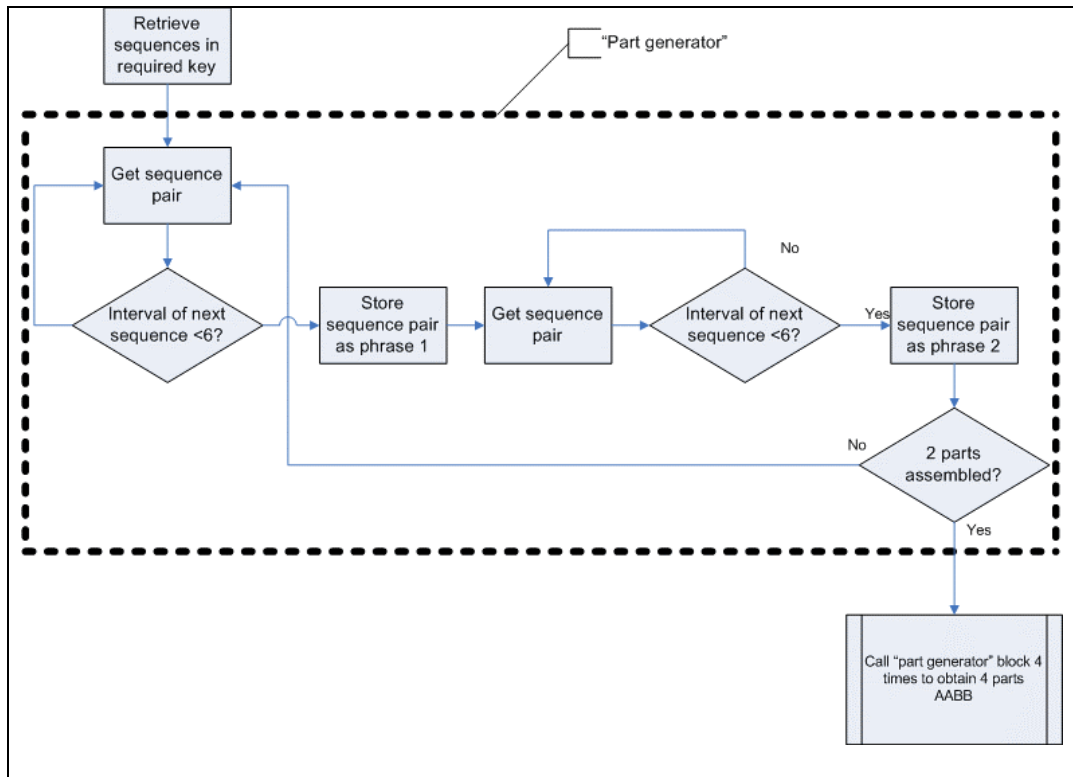 Retrieve
sequences in
required key
“Part generator”
Get sequence
pair
Interval of next
sequence <6?
Store
sequence pair
as phrase 1
Get sequence
pair
No
Interval of next
sequence <6?
Yes
Store
sequence pair
as phrase 2
No
2 parts
assembled?
Yes
Call “part generator” block 4
times to obtain 4 parts
AABB